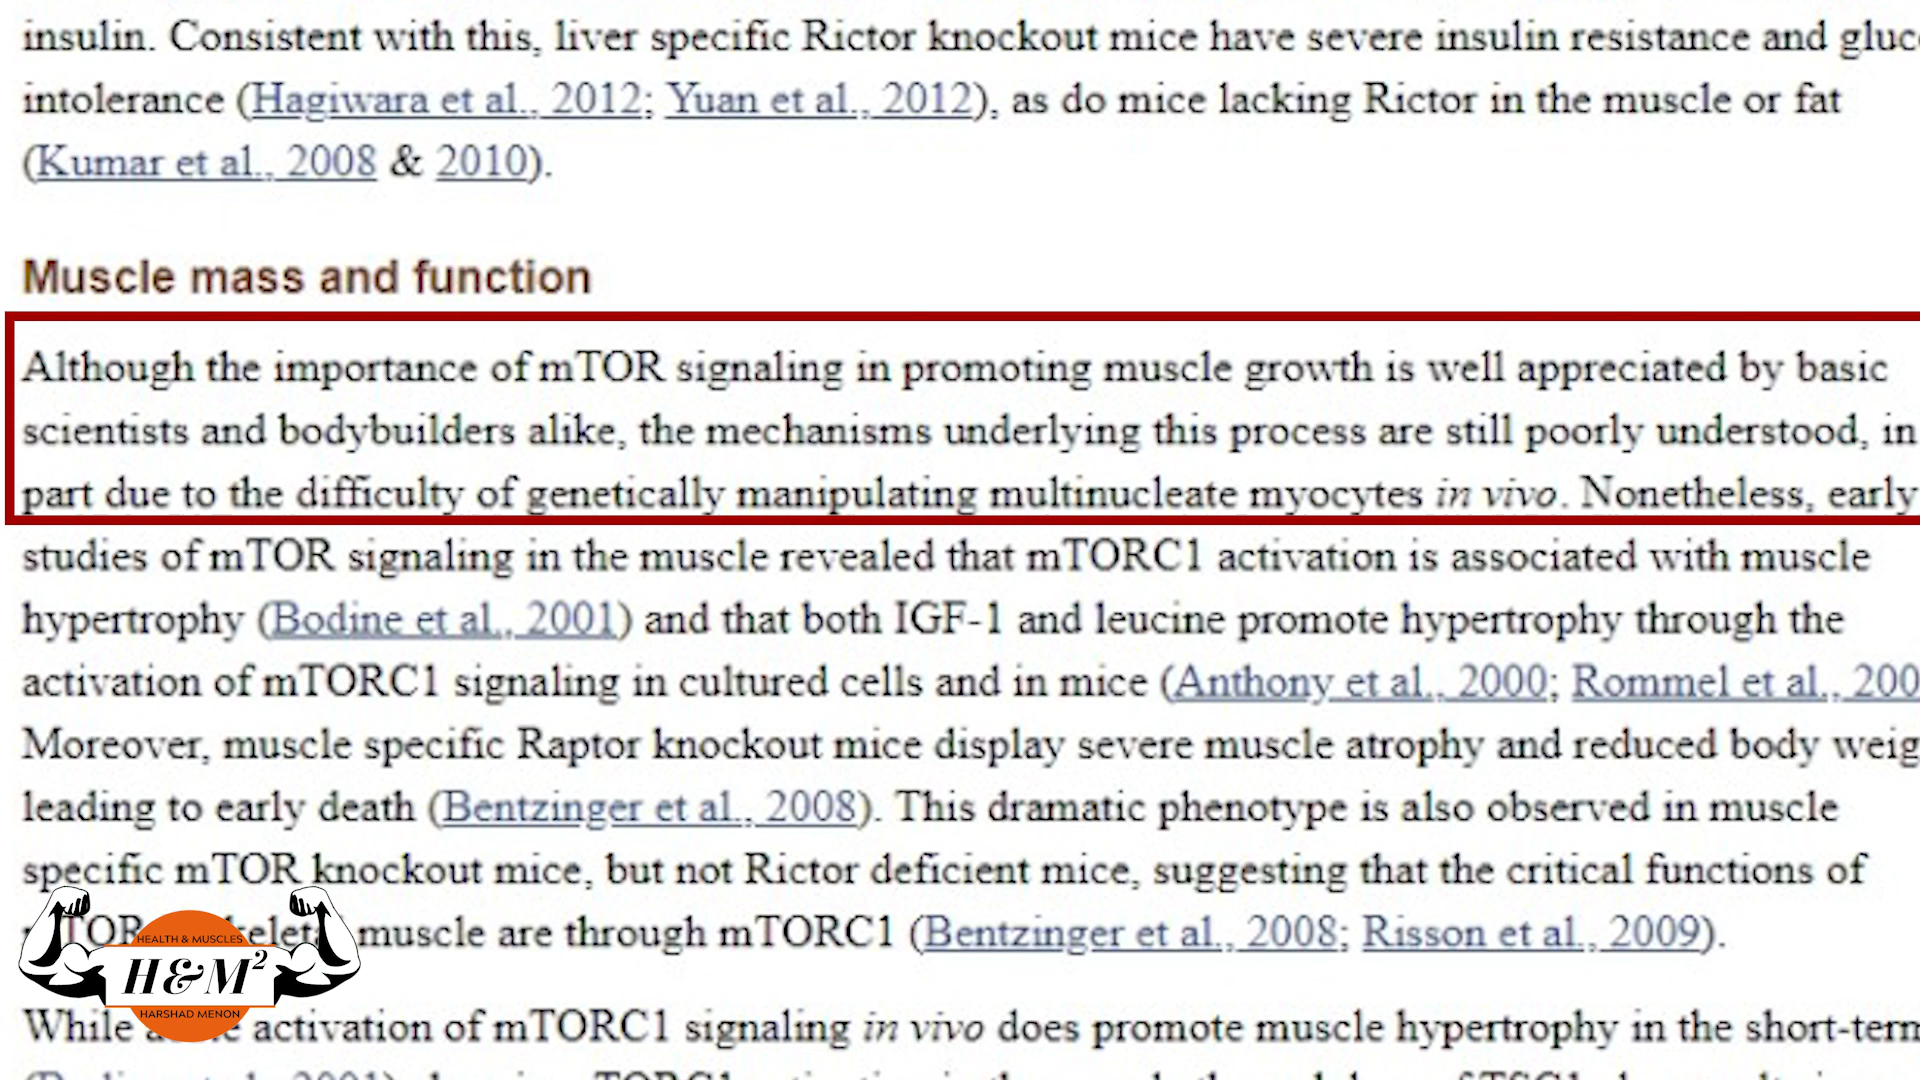 insulin. Consistent with this, liver specific Rictor knockout mice have severe insulin resistance and
intolerance (Hagiwara et al., 2012; Yuan et al., 2012), as do mice lacking Rictor in the muscle or fat
(Kumar et al., 2008 & 2010).
Muscle mass and function
Although the importance of mTOR signaling in promoting muscle growth is well appreciated by basic
scientists and bodybuilders alike, the mechanisms underlying this process are still poorly understood, in
part due to the difficulty of genetically manipulating multinucleate myocytes in vivo. Nonetheless, early
studies of mTOR signaling in the muscle revealed that mTORC1 activation is associated with muscle
hypertrophy (Bodine et al., 2001) and that both IGF-1 and leucine promote hypertrophy through the
activation of mTORC1 signaling in cultured cells and in mice (Anthony et al., 2000; Rommel et al., 200
Moreover, muscle specific Raptor knockout mice display severe muscle atrophy and reduced body weig
leading to early death (Bentzinger et al., 2008). This dramatic phenotype is also observed in muscle
specific mTOR knockout mice, but not Rictor deficient mice, suggesting that the critical functions of
muscle are through mTORC1 (Bentzinger et al., 2008; Risson et al., 2009).
While activation of mTORC1 signaling in vivo does promote muscle hypertrophy in the short-term
HEALTH & MUSCLES
H&M²
HARSHAD MENON